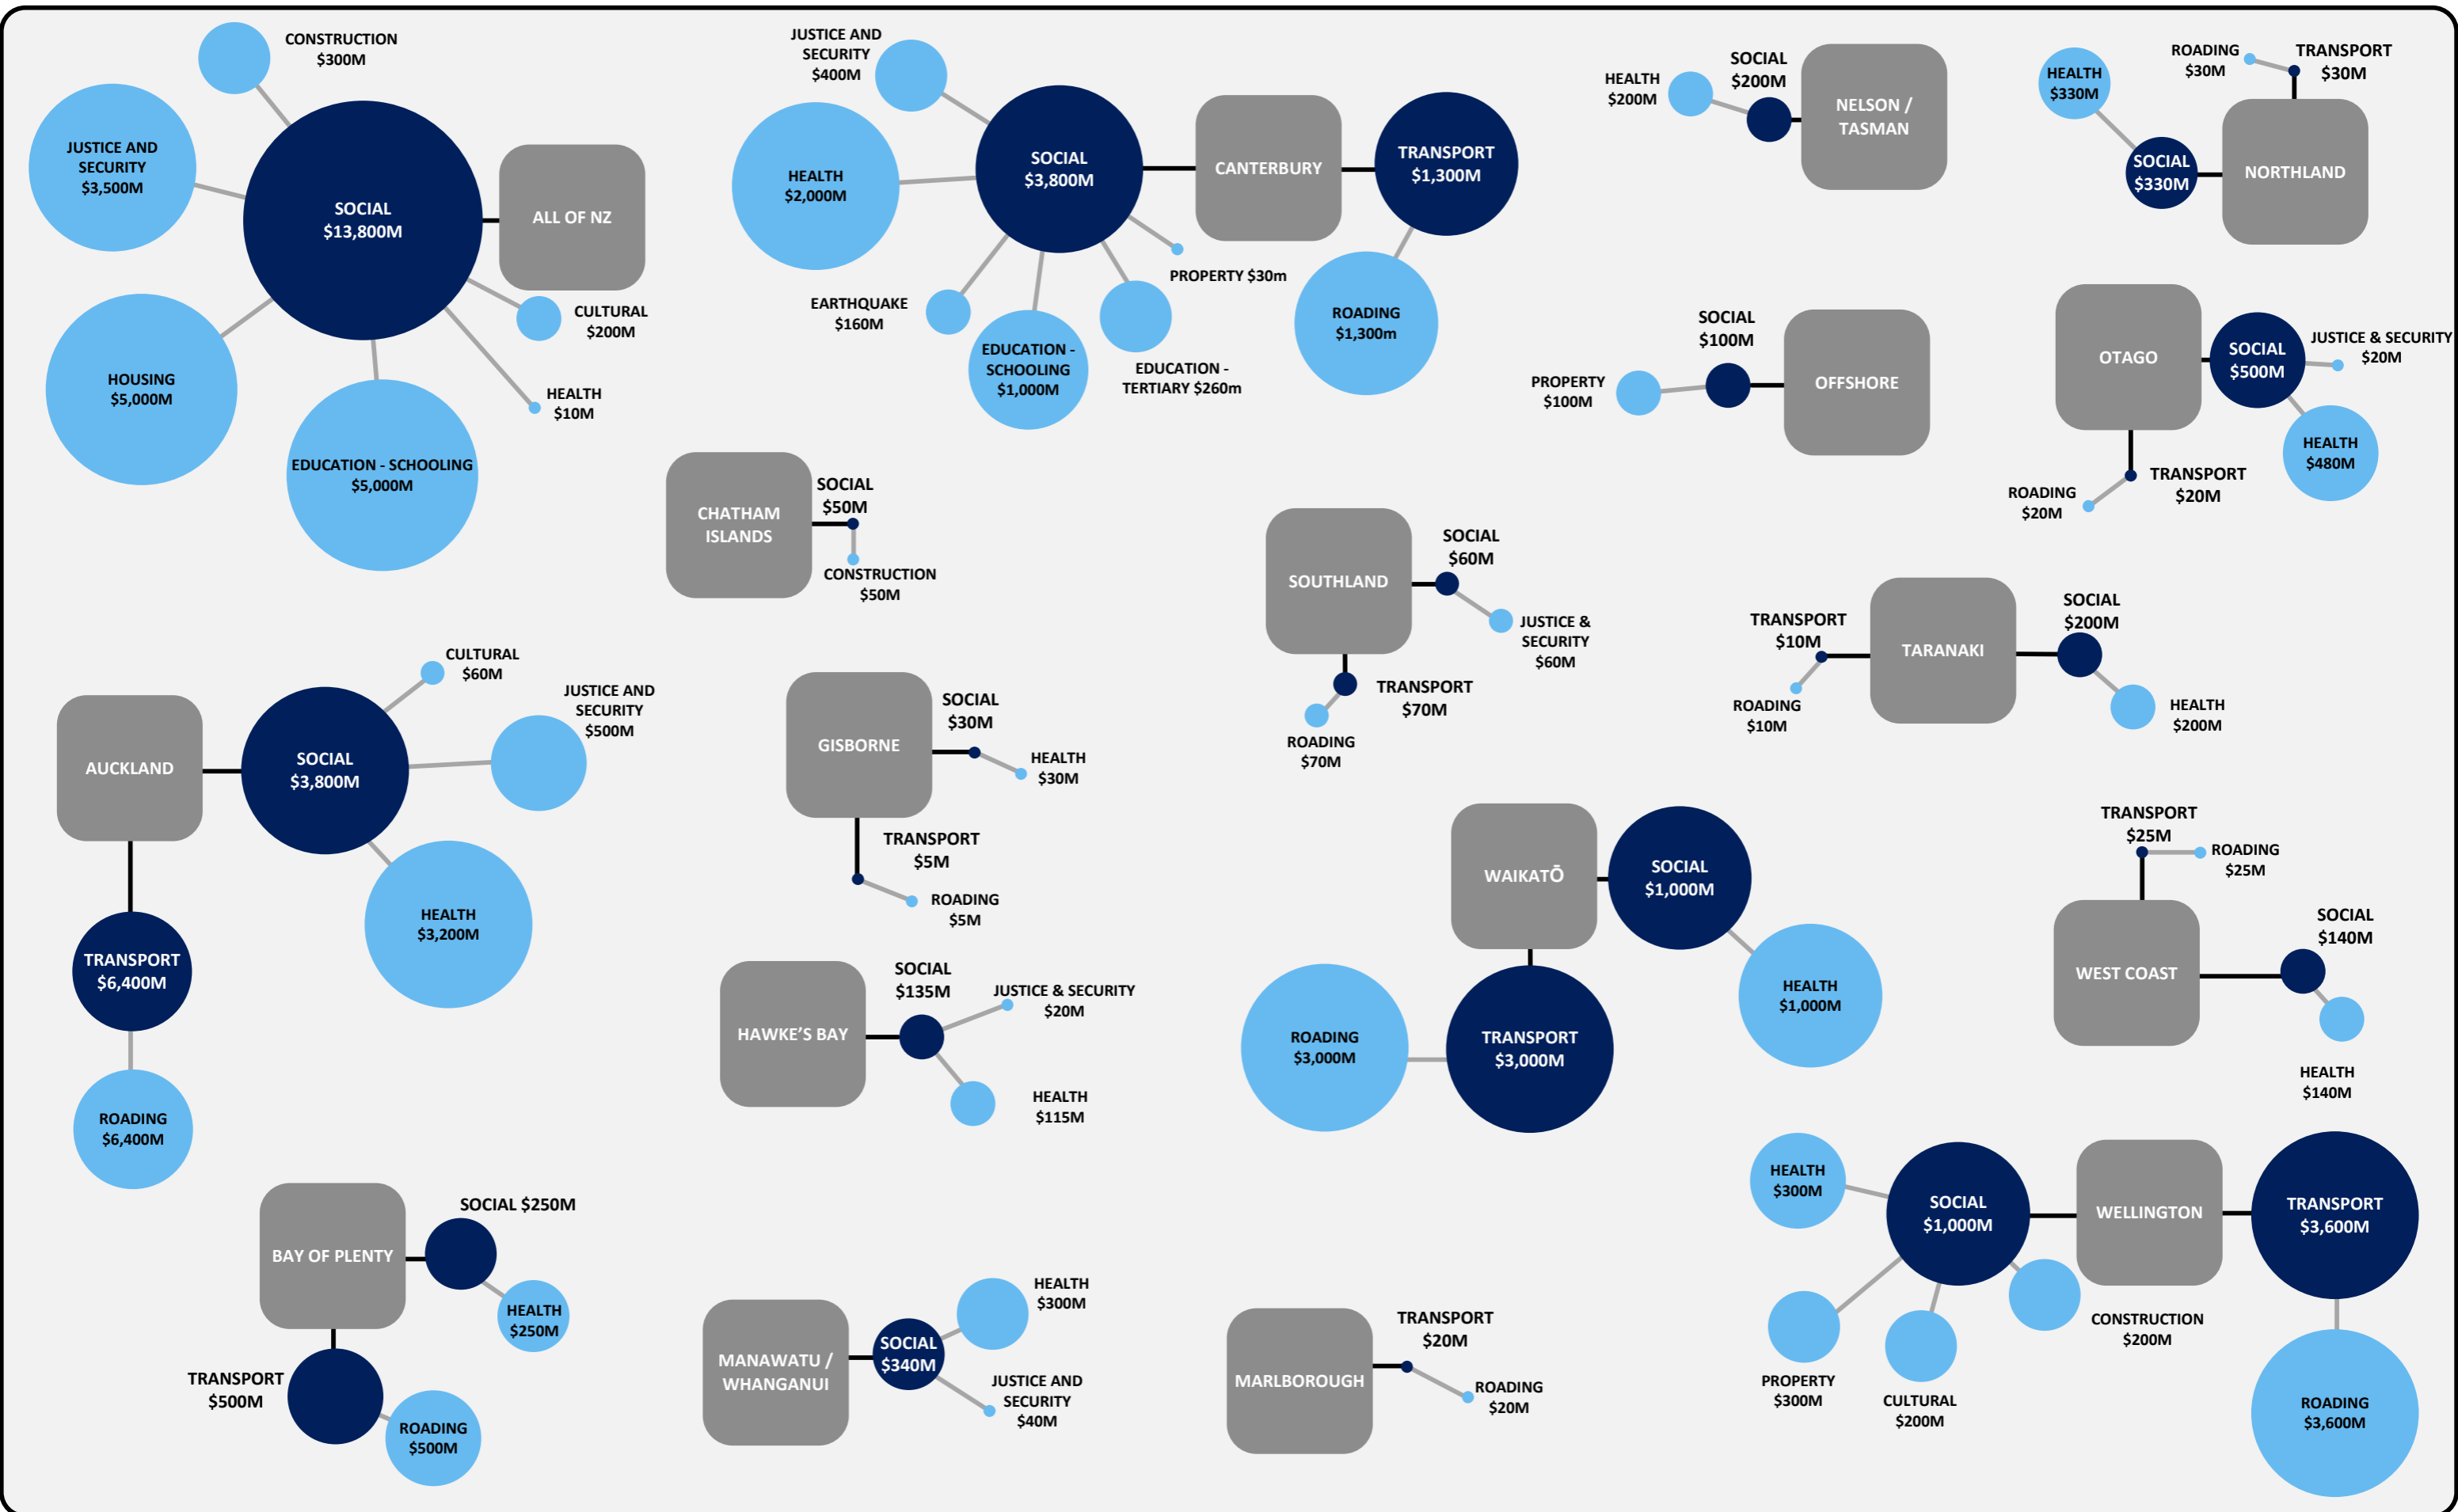 CONSTRUCTION
$300M
JUSTICE AND
SECURITY
$3,500M
SOCIAL
$13,800M
ALL OF NZ
CULTURAL
$200M
HOUSING
$5,000M
HEALTH
$10M
EDUCATION - SCHOOLING
$5,000M
JUSTICE AND
SECURITY
$400M
HEALTH
$2,000M
SOCIAL
$3,800M
CANTERBURY
TRANSPORT
$1,300M
PROPERTY $30m
EARTHQUAKE
$160M
EDUCATION -
SCHOOLING
$1,000M
EDUCATION -
TERTIARY $260m
ROADING
$1,300m
SOCIAL
$200M
HEALTH
$200M
NELSON /
TASMAN
ROADING
$30M
TRANSPORT
$30M
HEALTH
$330M
SOCIAL
$330M
NORTHLAND
SOCIAL
$100M
PROPERTY
$100M
OFFSHORE
OTAGO
SOCIAL
$500M
JUSTICE & SECURITY
$20M
HEALTH
$480M
TRANSPORT
$20M
ROADING
$20M
CHATHAM
ISLANDS
SOCIAL
$50M
CONSTRUCTION
$50M
SOUTHLAND
SOCIAL
$60M
JUSTICE &
SECURITY
$60M
TRANSPORT
$70M
ROADING
$70M
TRANSPORT
$10M
ROADING
$10M
TARANAKI
SOCIAL
$200M
HEALTH
$200M
AUCKLAND
SOCIAL
$3,800M
CULTURAL
$60M
JUSTICE AND
SECURITY
$500M
HEALTH
$3,200M
TRANSPORT
$6,400M
ROADING
$6,400M
GISBORNE
SOCIAL
$30M
HEALTH
$30M
TRANSPORT
$5M
ROADING
$5M
WAIKATŌ
SOCIAL
$1,000M
HEALTH
$1,000M
TRANSPORT
$3,000M
ROADING
$3,000M
TRANSPORT
$25M
ROADING
$25M
WEST COAST
SOCIAL
$140M
HEALTH
$140M
HAWKE'S BAY
SOCIAL
$135M
JUSTICE & SECURITY
$20M
HEALTH
$115M
BAY OF PLENTY
SOCIAL $250M
HEALTH
$250M
TRANSPORT
$500M
ROADING
$500M
MANAWATU /
WHANGANUI
SOCIAL
$340M
HEALTH
$300M
JUSTICE AND
SECURITY
$40M
MARLBOROUGH
TRANSPORT
$20M
ROADING
$20M
HEALTH
$300M
SOCIAL
$1,000M
WELLINGTON
TRANSPORT
$3,600M
CONSTRUCTION
$200M
PROPERTY
$300M
CULTURAL
$200M
ROADING
$3,600M